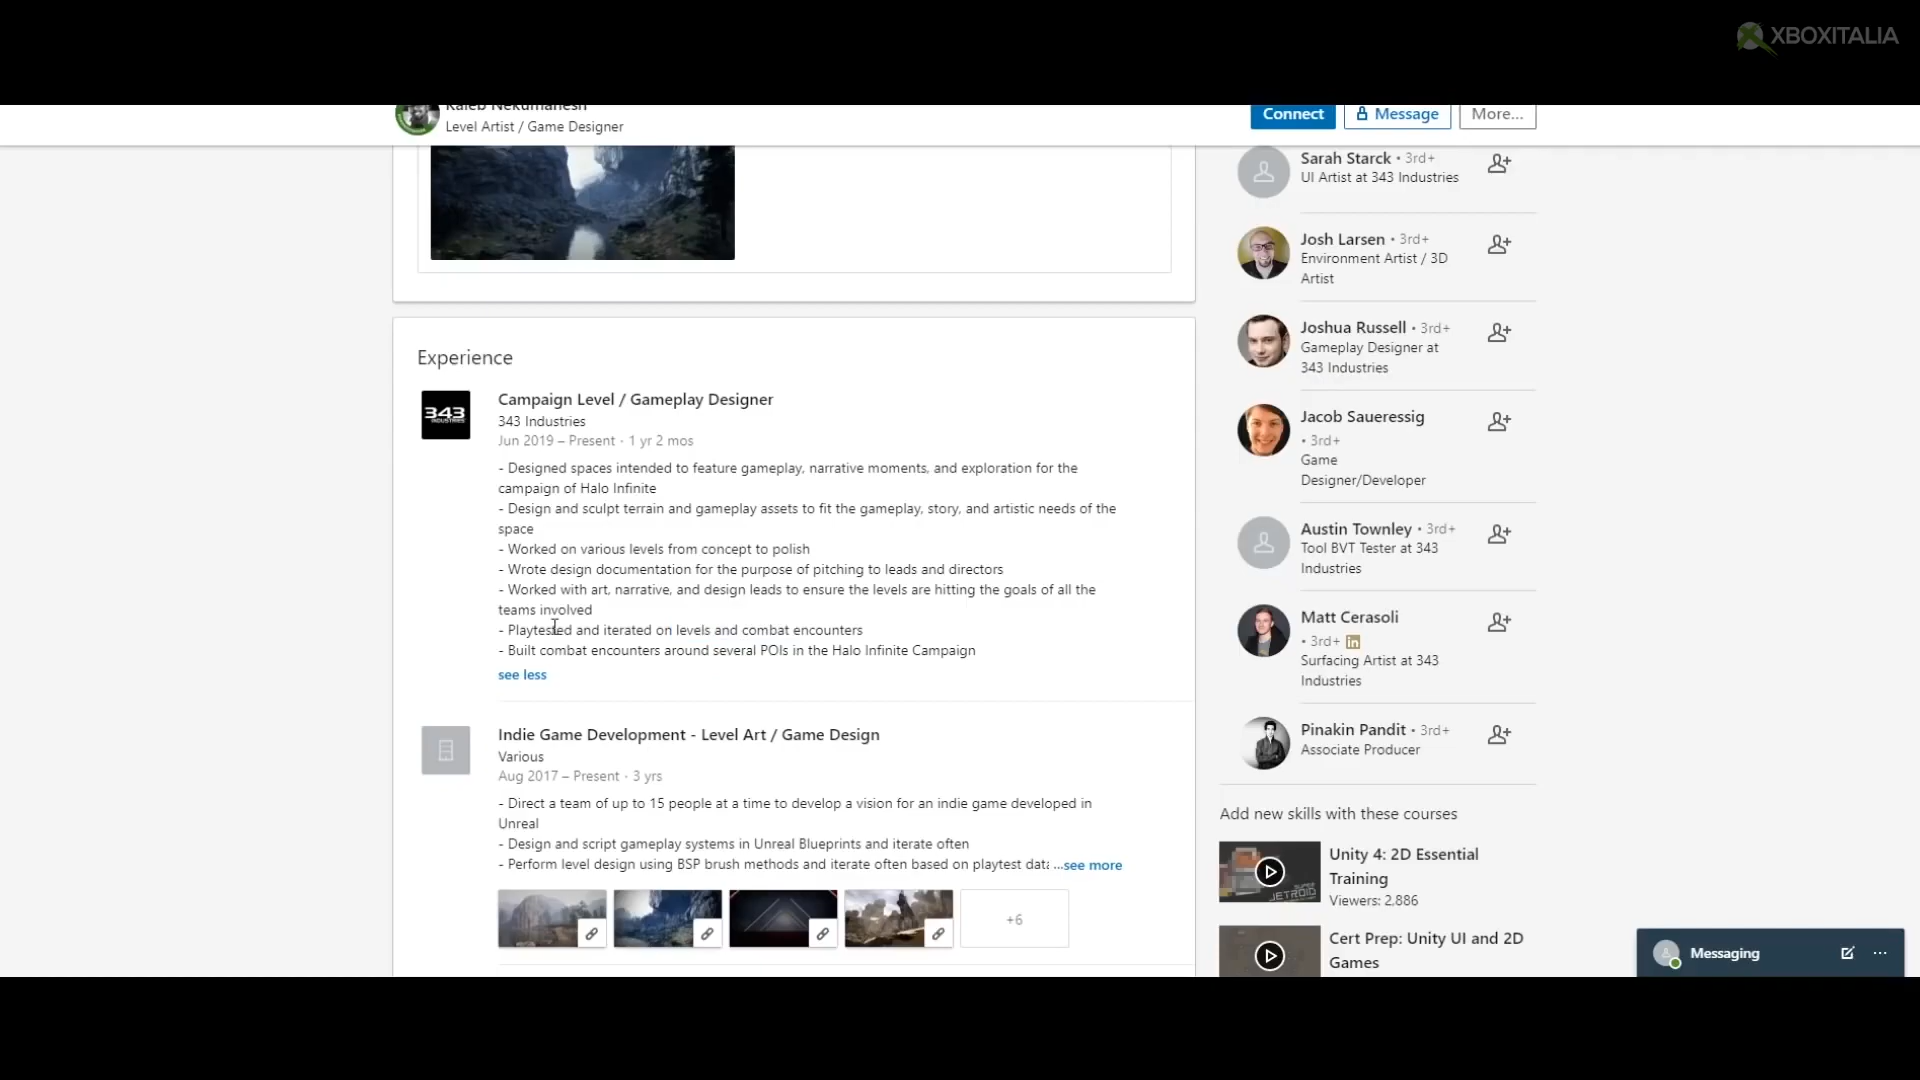 XBOXITALIA
Kaleb Nekumanesh
Level Artist / Game Designer
Connect
Message
More...
Experience
343
INDUSTRIES
Campaign Level / Gameplay Designer
343 Industries
Jun 2019 – Present · 1 yr 2 mos
- Designed spaces intended to feature gameplay, narrative moments, and exploration for the
campaign of Halo Infinite
- Design and sculpt terrain and gameplay assets to fit the gameplay, story, and artistic needs of the
space
- Worked on various levels from concept to polish
- Wrote design documentation for the purpose of pitching to leads and directors
- Worked with art, narrative, and design leads to ensure the levels are hitting the goals of all the
teams involved
- Playtested and iterated on levels and combat encounters
- Built combat encounters around several POIs in the Halo Infinite Campaign
see less
Indie Game Development - Level Art / Game Design
Various
Aug 2017 – Present · 3 yrs
- Direct a team of up to 15 people at a time to develop a vision for an indie game developed in
Unreal
- Design and script gameplay systems in Unreal Blueprints and iterate often
- Perform level design using BSP brush methods and iterate often based on playtest data ...see more
+6
Sarah Starck • 3rd+
UI Artist at 343 Industries
Josh Larsen • 3rd+
Environment Artist / 3D
Artist
Joshua Russell • 3rd+
Gameplay Designer at
343 Industries
Jacob Saueressig
• 3rd+
Game
Designer/Developer
Austin Townley • 3rd+
Tool BVT Tester at 343
Industries
Matt Cerasoli
• 3rd+ in
Surfacing Artist at 343
Industries
Pinakin Pandit • 3rd+
Associate Producer
Add new skills with these courses
JETROID
Unity 4: 2D Essential
Training
Viewers: 2,886
Cert Prep: Unity UI and 2D
Games
Messaging
...